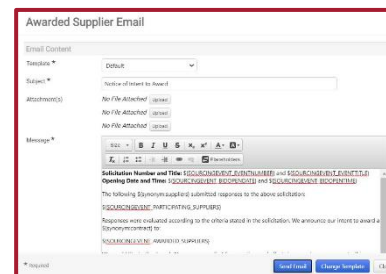 Awarded Supplier Email
Email Content
Template * Default
Subject * Notice of Intent to Award
Attachment(s) No File Attached Upload
No File Attached Upload
No File Attached Upload
Message *
Size B I U S x, x² A A
Placeholders
Solicitation Number and Title: $(SOURCINGEVENT_EVENTNUMBER) and $(SOURCINGEVENT_EVENTTITLE)
Opening Date and Time: $(SOURCINGEVENT_BIDOPENDATE) and $(SOURCINGEVENT_BIDOPENTIME)
The following $(synonym:suppliers) submitted responses to the above solicitation:
$(SOURCINGEVENT_PARTICIPATING_SUPPLIERS)
Responses were evaluated according to the criteria stated in the solicitation. We announce our intent to award a
$(synonym:contract) to:
$(SOURCINGEVENT_AWARDED_SUPPLIERS)
* Required Send Email Change Template Clo